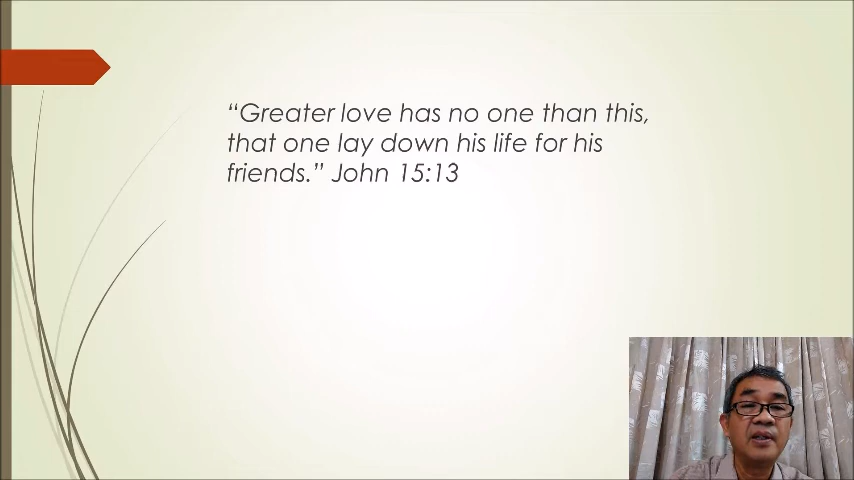 “Greater love has no one than this,
that one lay down his life for his
friends.” John 15:13